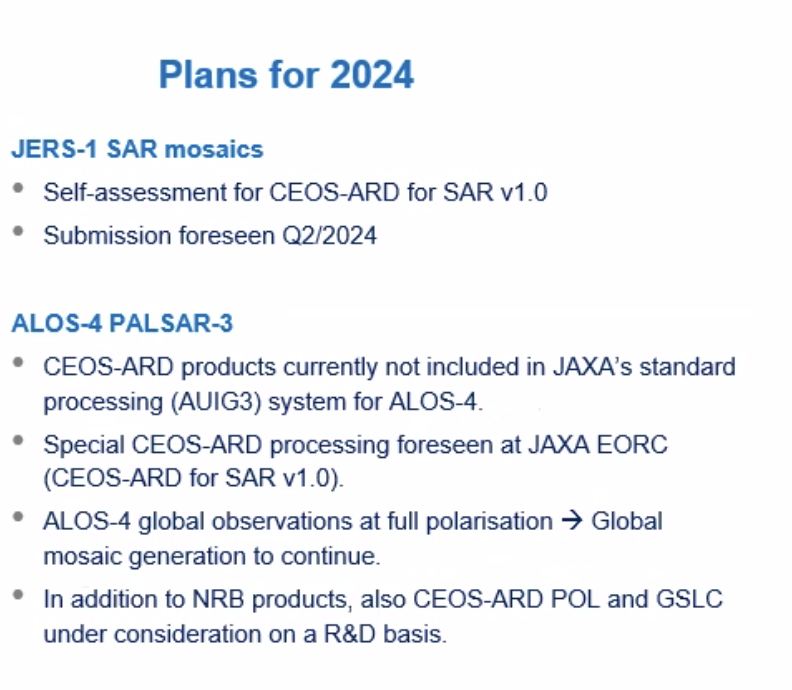 Plans for 2024
JERS-1 SAR mosaics
• Self-assessment for CEOS-ARD for SAR v1.0
• Submission foreseen Q2/2024
ALOS-4 PALSAR-3
• CEOS-ARD products currently not included in JAXA’s standard
processing (AUIG3) system for ALOS-4.
• Special CEOS-ARD processing foreseen at JAXA EORC
(CEOS-ARD for SAR v1.0).
• ALOS-4 global observations at full polarisation → Global
mosaic generation to continue.
• In addition to NRB products, also CEOS-ARD POL and GSLC
under consideration on a R&D basis.